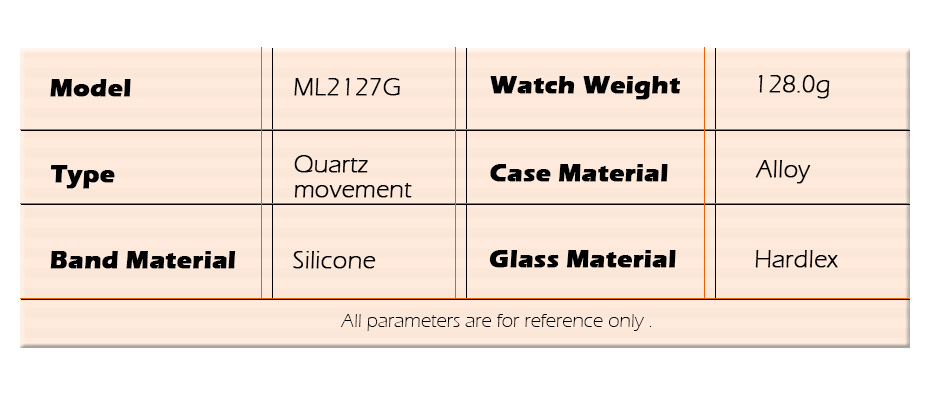 Model
ML2127G
Watch Weight
128.0g
Type
Quartz
movement
Case Material
Alloy
Band Material
Silicone
Glass Material
Hardlex
All parameters are for reference only .